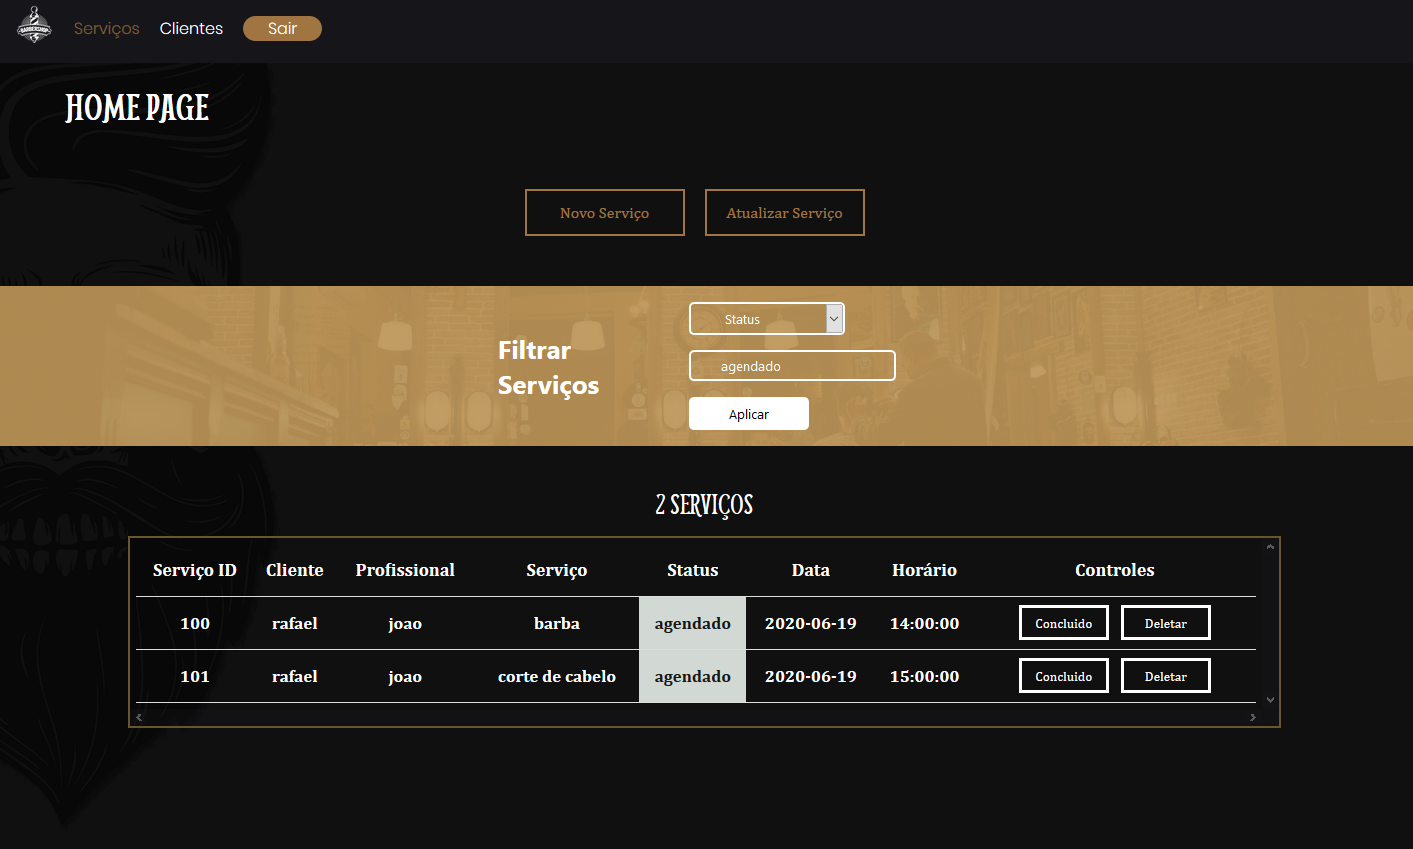 BARBERSHOP
Serviços Clientes Sair
HOME PAGE
Novo Serviço Atualizar Serviço
Status
Filtrar
Serviços
agendado
Aplicar
2 SERVIÇOS
Serviço ID Cliente Profissional Serviço Status Data Horário Controles
100 rafael joao barba agendado 2020-06-19 14:00:00 Concluido Deletar
101 rafael joao corte de cabelo agendado 2020-06-19 15:00:00 Concluido Deletar